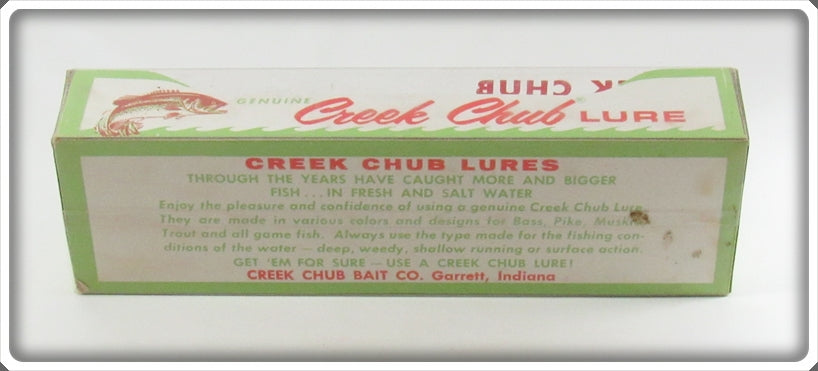 EK CHUB
GENUINE Creek Chub® LURE
CREEK CHUB LURES
THROUGH THE YEARS HAVE CAUGHT MORE AND BIGGER
FISH... IN FRESH AND SALT WATER
Enjoy the pleasure and confidence of using a genuine Creek Chub Lure.
They are made in various colors and designs for Bass, Pike, Muskie,
Trout and all game fish. Always use the type made for the fishing con-
ditions of the water — deep, weedy, shallow running or surface action.
GET 'EM FOR SURE — USE A CREEK CHUB LURE!
CREEK CHUB BAIT CO. Garrett, Indiana